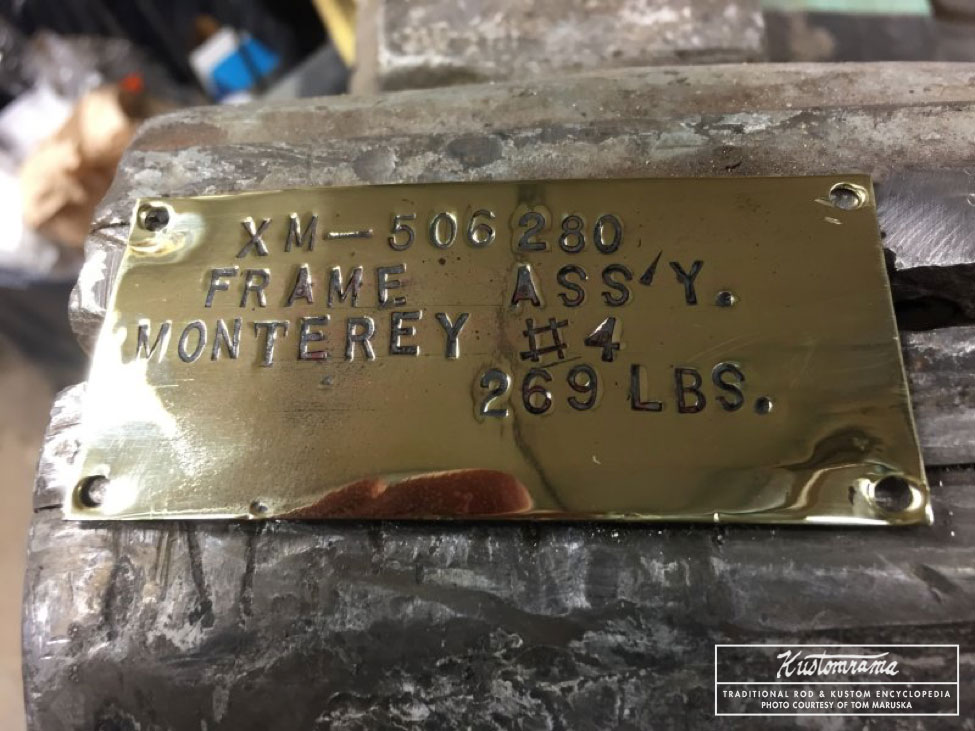 XM-506280
FRAME ASS'Y.
MONTEREY #4
269 LBS.
Kustomrama
TRADITIONAL ROD & KUSTOM ENCYCLOPEDIA
PHOTO COURTESY OF TOM MARUSKA